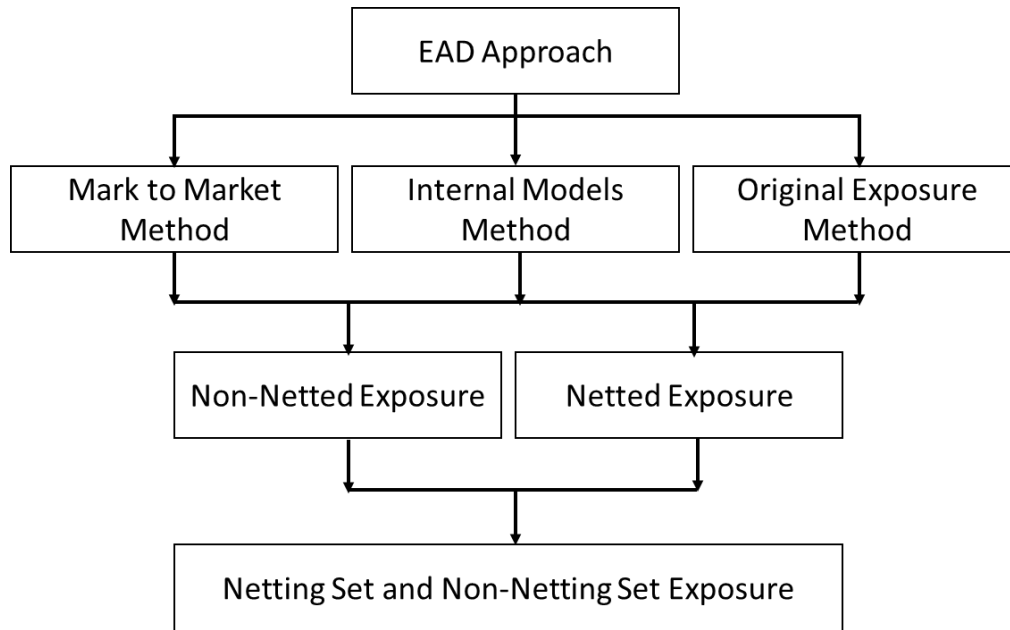 EAD Approach
Mark to Market
Method
Internal Models
Method
Original Exposure
Method
Non-Netted Exposure
Netted Exposure
Netting Set and Non-Netting Set Exposure